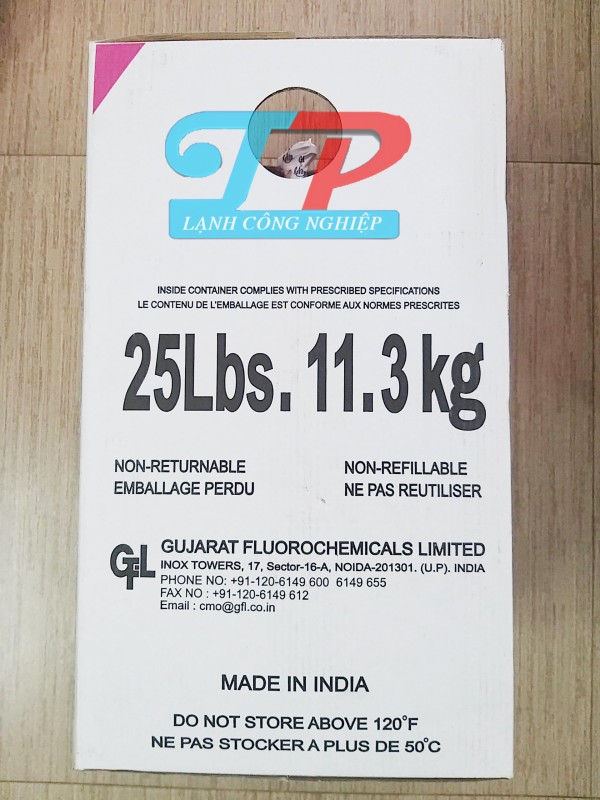 TP
LẠNH CÔNG NGHIỆP
INSIDE CONTAINER COMPLIES WITH PRESCRIBED SPECIFICATIONS
LE CONTENU DE L'EMBALLAGE EST CONFORME AUX NORMES PRESCRITES
25Lbs. 11.3 kg
NON-RETURNABLE NON-REFILLABLE
EMBALLAGE PERDU NE PAS REUTILISER
GFL GUJARAT FLUOROCHEMICALS LIMITED
INOX TOWERS, 17, Sector-16-A, NOIDA-201301. (U.P). INDIA
PHONE NO: +91-120-6149 600 6149 655
FAX NO : +91-120-6149 612
Email : cmo@gfl.co.in
MADE IN INDIA
DO NOT STORE ABOVE 120°F
NE PAS STOCKER A PLUS DE 50°C